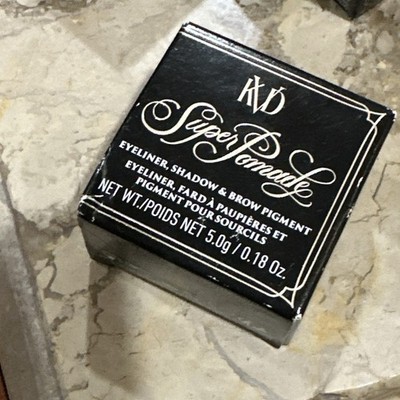 KVD
Super Pomade
EYELINER, SHADOW & BROW PIGMENT
EYELINER, FARD À PAUPIÈRES ET
PIGMENT POUR SOURCILS
NET WT./POIDS NET 5.0g / 0.18 Oz.